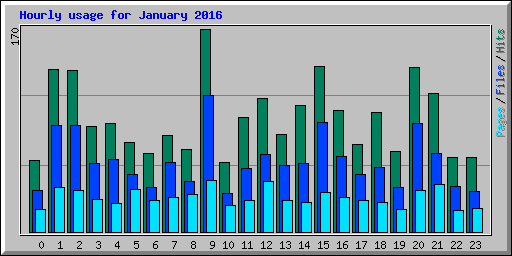 Hourly usage for January 2016
170
Pages/Files/Hits
0 1 2 3 4 5 6 7 8 9 10 11 12 13 14 15 16 17 18 19 20 21 22 23